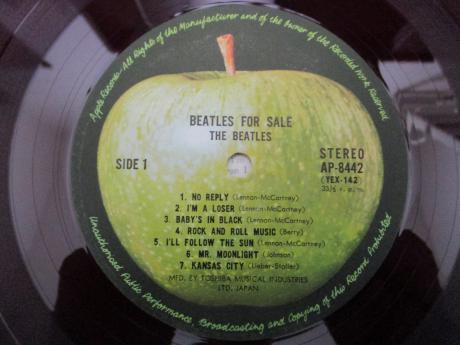 Apple Records-All Rights of the Manufacturer and of the Owner of the Recorded Work Reserved.
BEATLES FOR SALE
THE BEATLES
SIDE 1
STEREO
AP-8442
(YEX-142)
33⅓ r.p.m.
1. NO REPLY (Lennon-McCartney)
2. I'M A LOSER (Lennon-McCartney)
3. BABY'S IN BLACK (Lennon-McCartney)
4. ROCK AND ROLL MUSIC (Berry)
5. I'LL FOLLOW THE SUN (Lennon-McCartney)
6. MR. MOONLIGHT (Johnson)
7. KANSAS CITY (Lieber-Stoller)
MFD. BY TOSHIBA MUSICAL INDUSTRIES
LTD. JAPAN
Unauthorised Public Performance, Broadcasting and Copying of this Record Prohibited